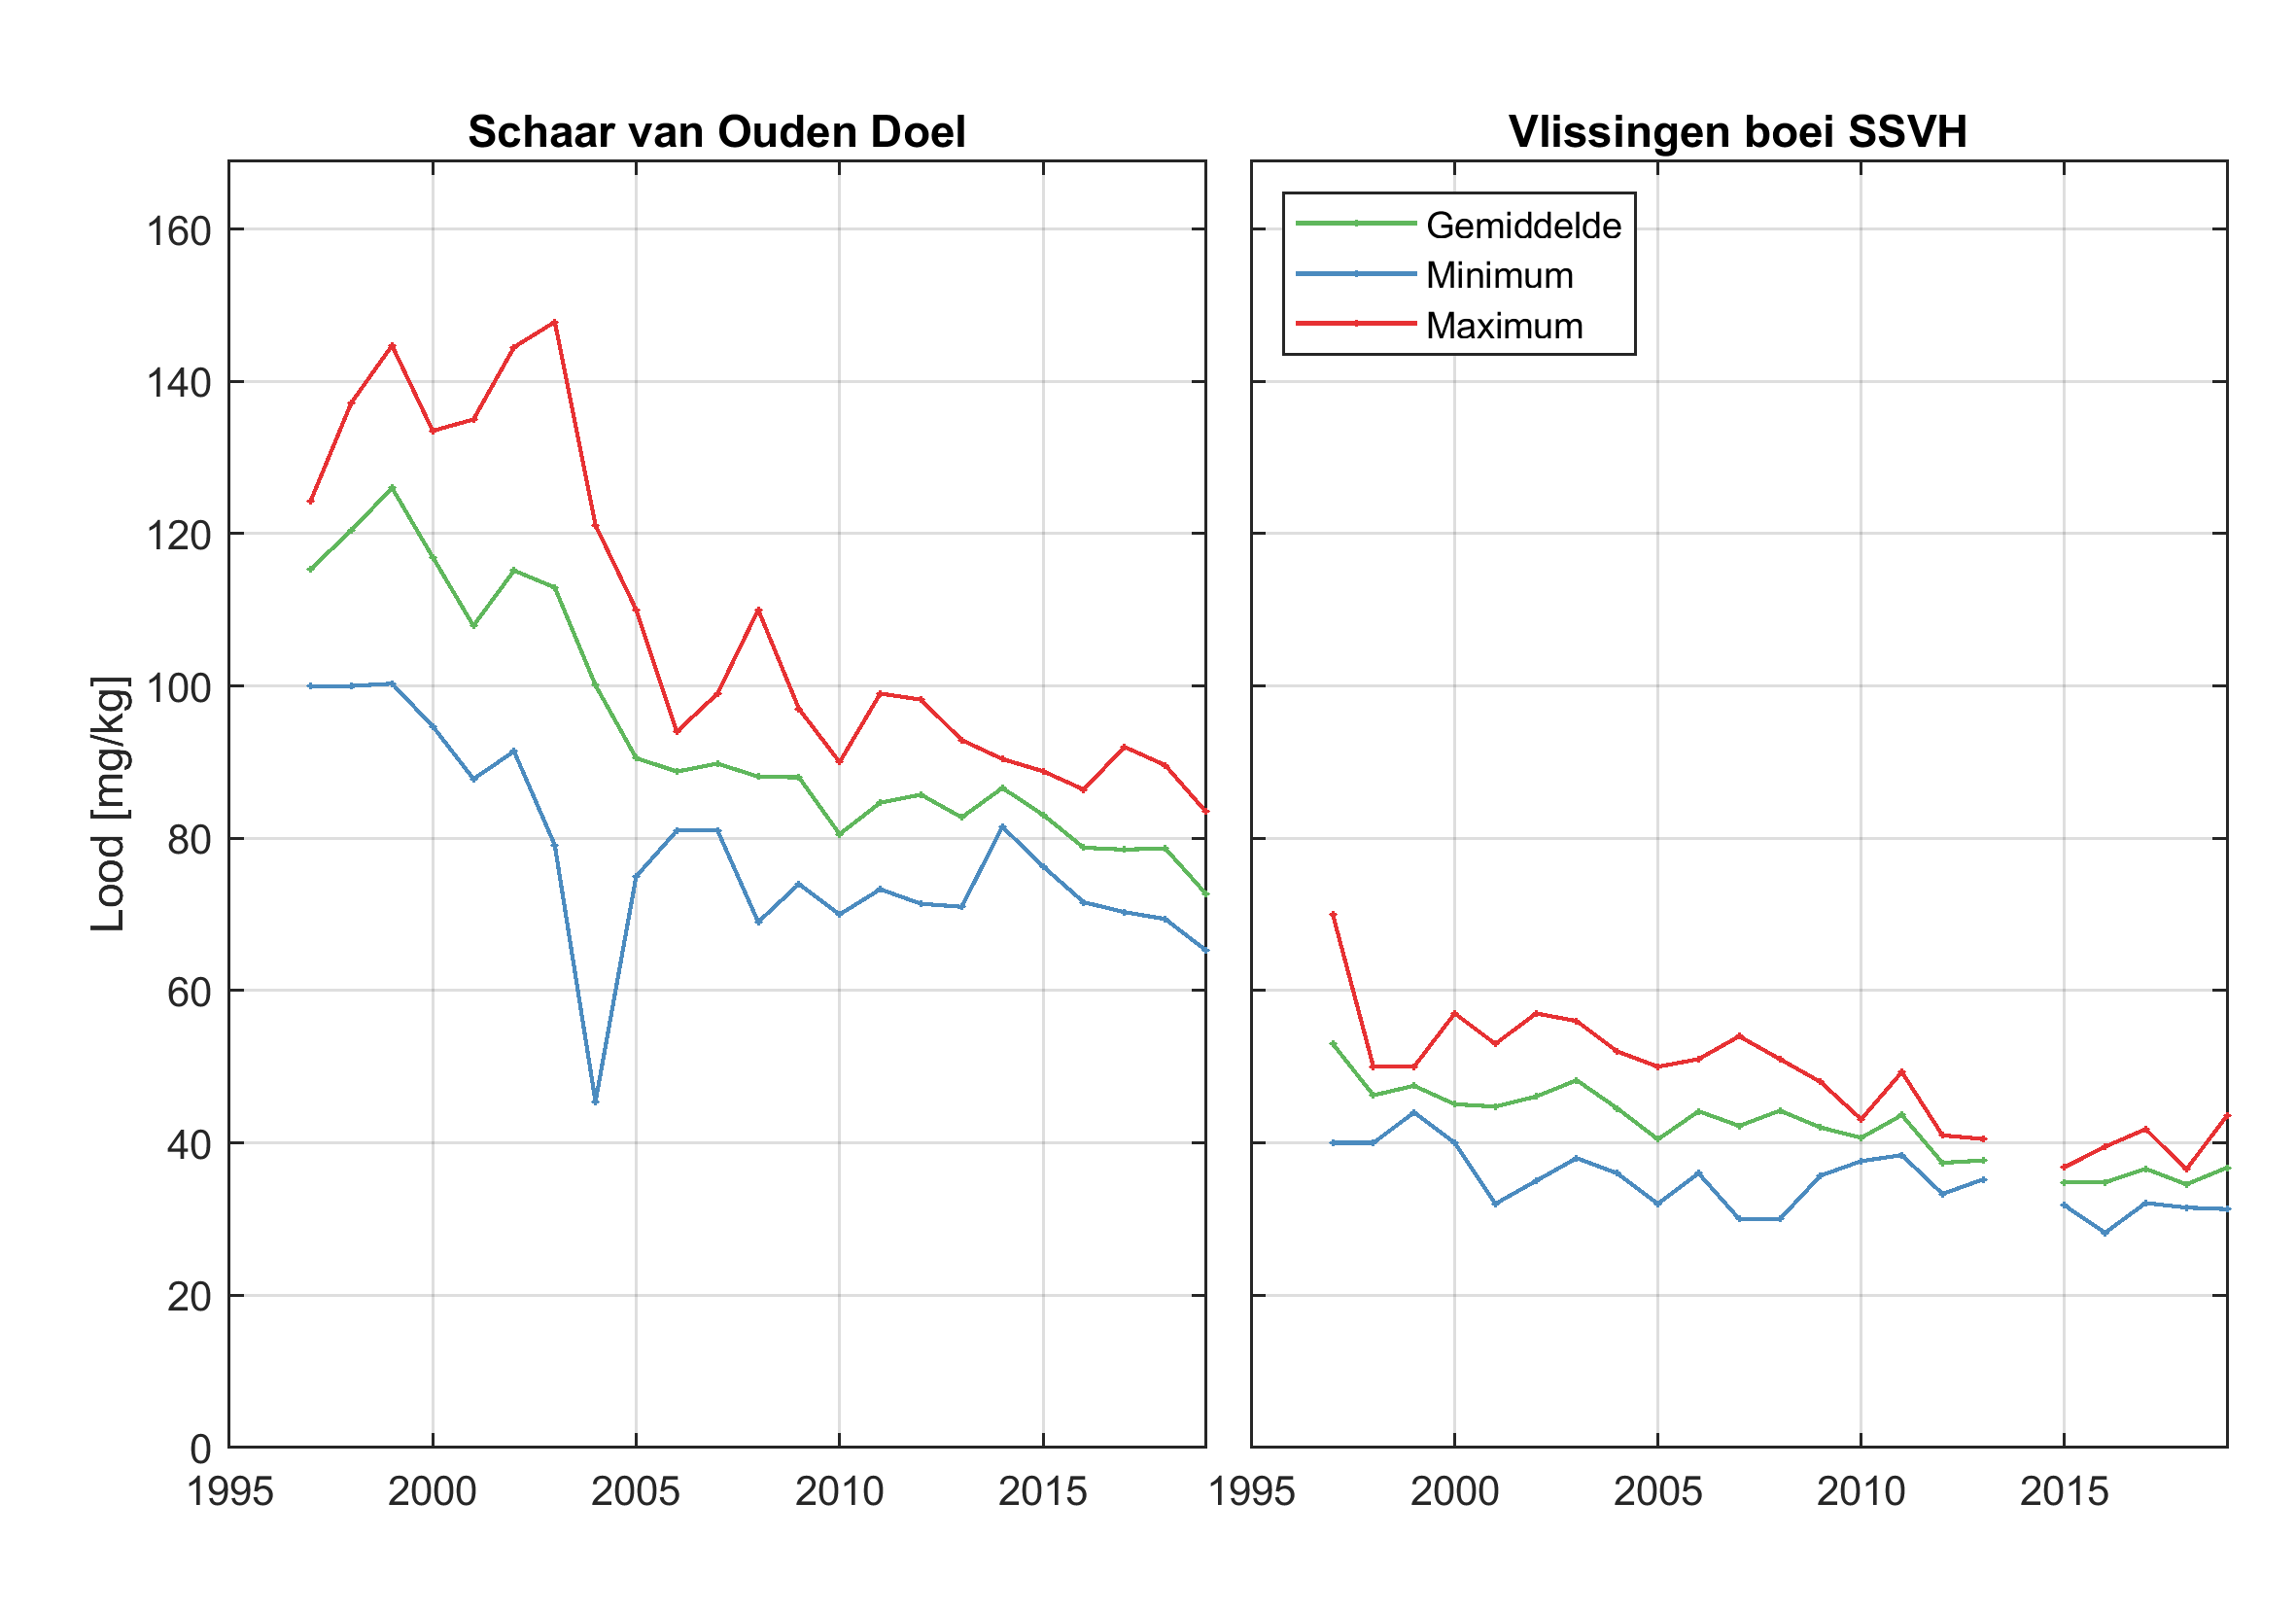 Schaar van Ouden Doel
Vlissingen boei SSVH
Lood [mg/kg]
160
140
120
100
80
60
40
20
0
1995 2000 2005 2010 2015
1995 2000 2005 2010 2015
Gemiddelde
Minimum
Maximum